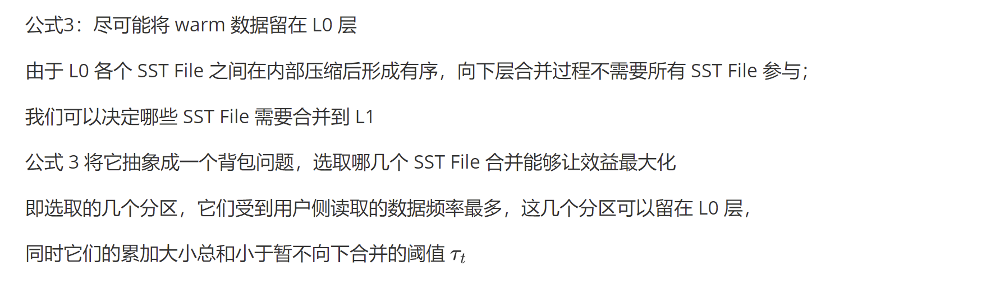 公式3：尽可能将 warm 数据留在 L0 层
由于 L0 各个 SST File 之间在内部压缩后形成有序，向下层合并过程不需要所有 SST File 参与；
我们可以决定哪些 SST File 需要合并到 L1
公式 3 将它抽象成一个背包问题，选取哪几个 SST File 合并能够让效益最大化
即选取的几个分区，它们受到用户侧读取的数据频率最多，这几个分区可以留在 L0 层，
同时它们的累加大小总和小于暂不向下合并的阈值 τₜ